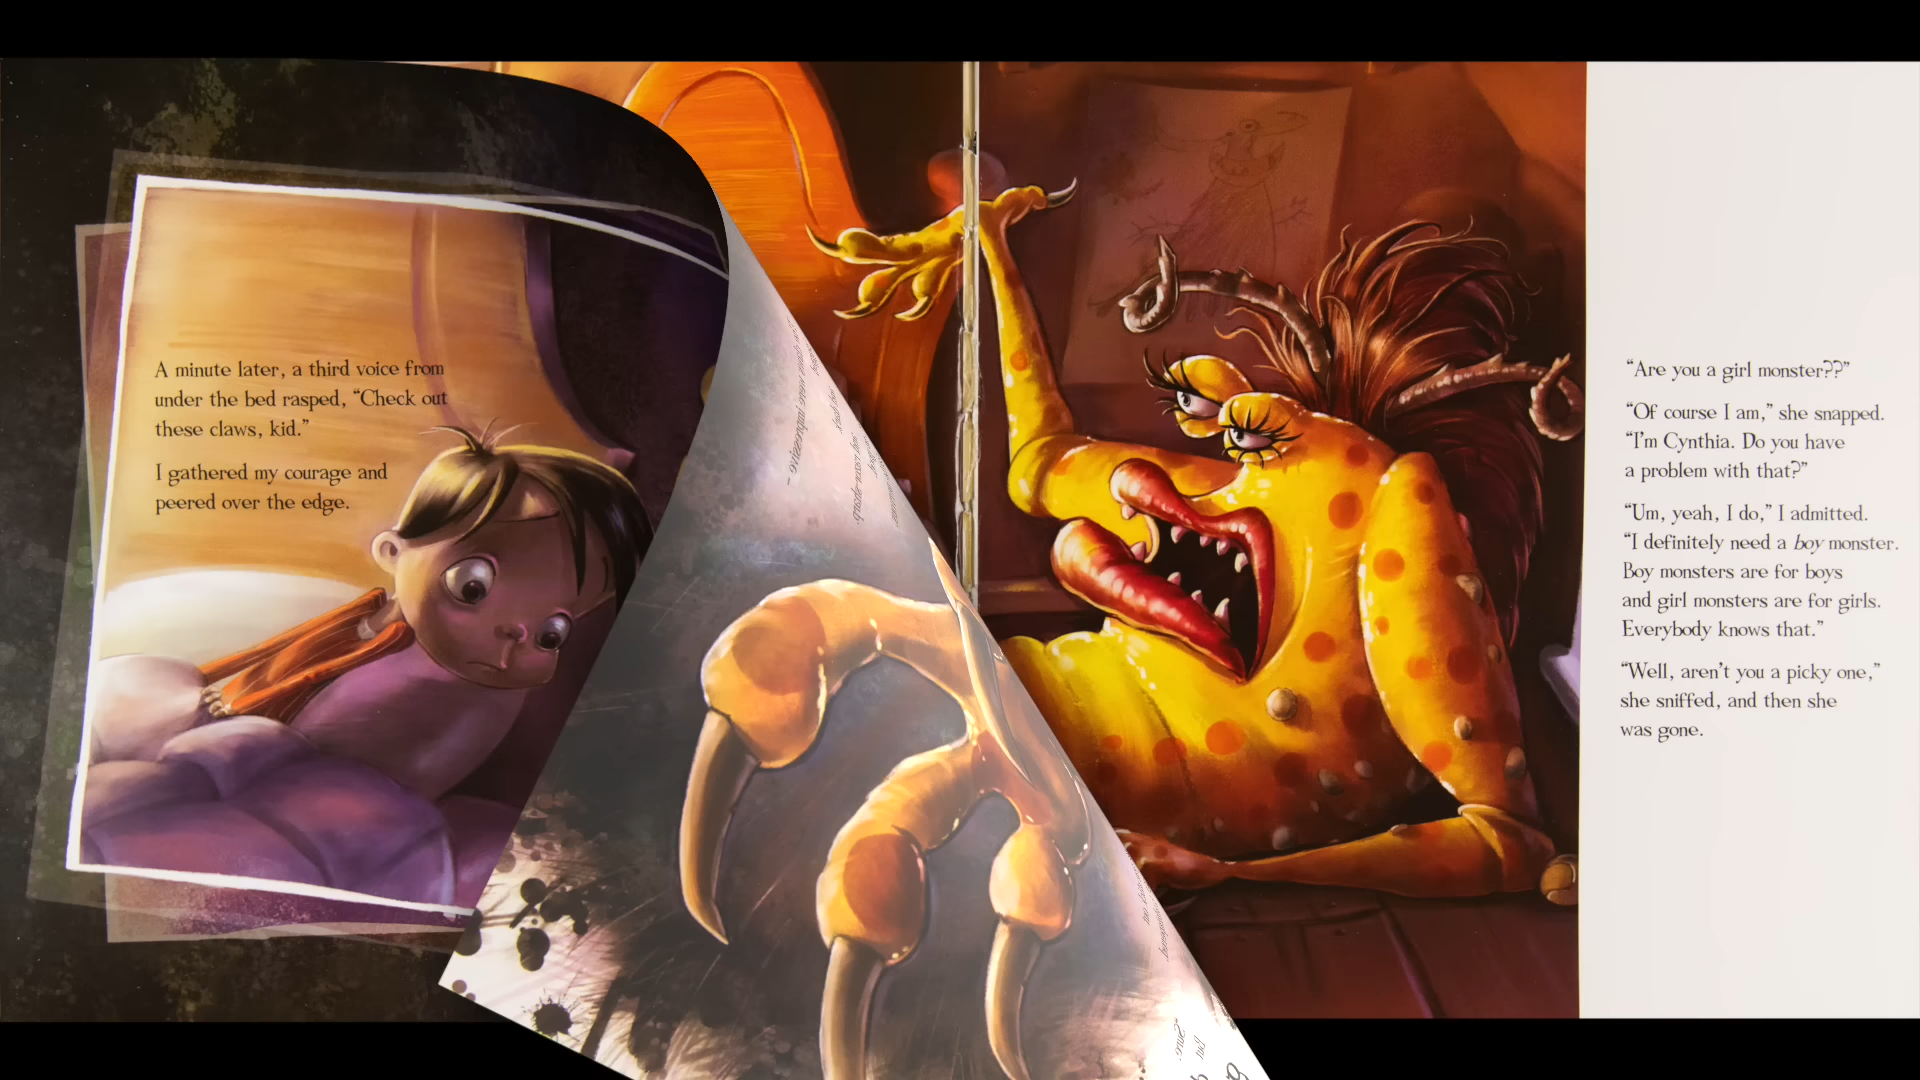 A minute later, a third voice from
under the bed rasped, “Check out
these claws, kid.”
I gathered my courage and
peered over the edge.
“Are you a girl monster??”
“Of course I am,” she snapped.
“I’m Cynthia. Do you have
a problem with that?”
“Um, yeah, I do,” I admitted.
“I definitely need a boy monster.
Boy monsters are for boys
and girl monsters are for girls.
Everybody knows that.”
“Well, aren’t you a picky one,”
she sniffed, and then she
was gone.